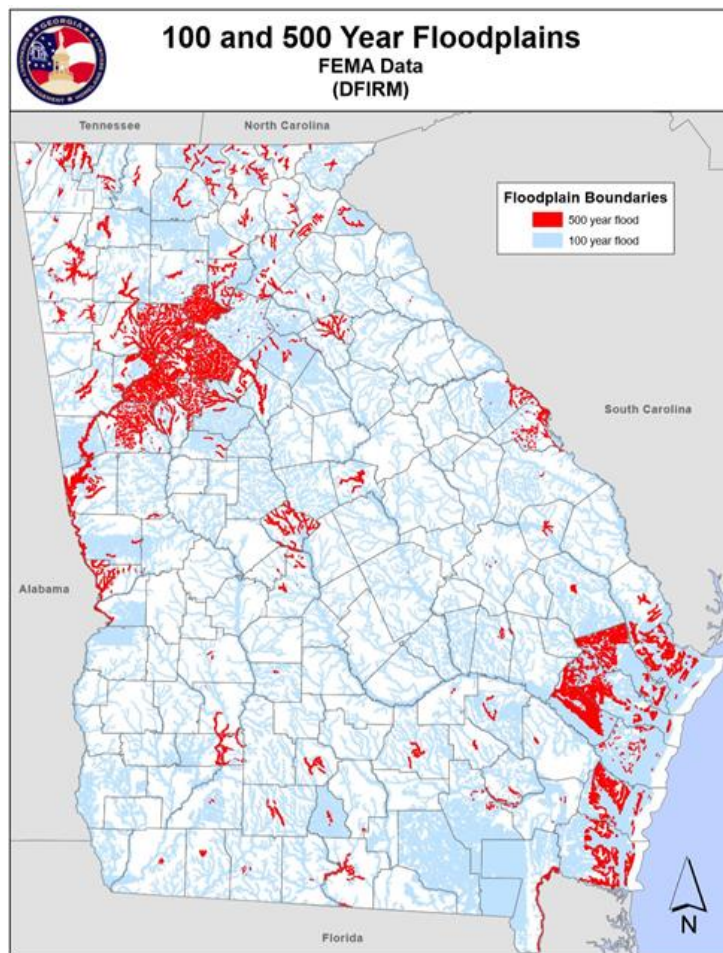 GEORGIA
100 and 500 Year Floodplains
FEMA Data
(DFIRM)
Tennessee
North Carolina
Floodplain Boundaries
500 year flood
100 year flood
South Carolina
Alabama
Florida
N